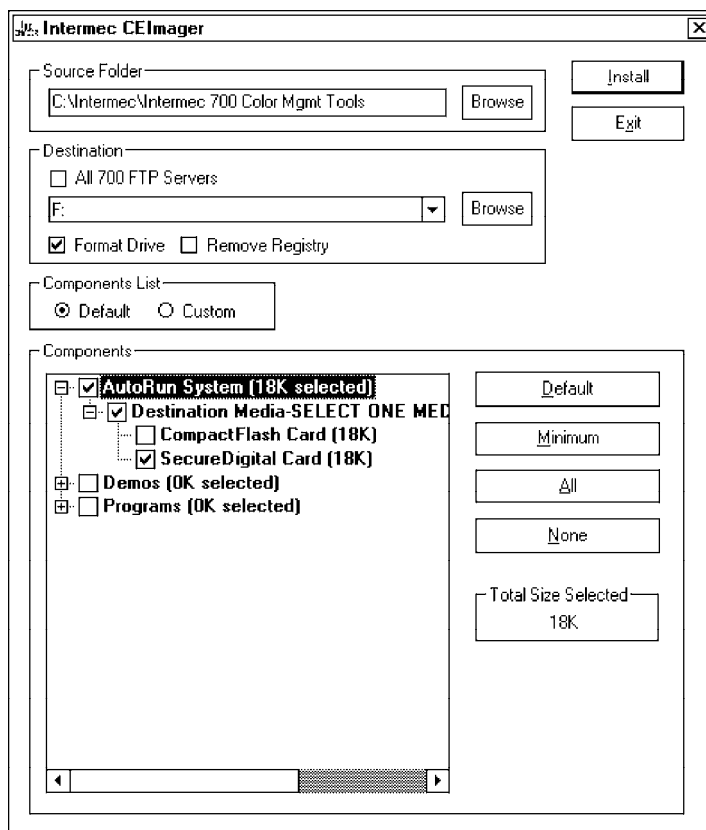 Intermec CEImager
Source Folder
C:\Intermec\Intermec 700 Color Mgmt Tools
Browse
Install
Exit
Destination
All 700 FTP Servers
F:
Browse
Format Drive
Remove Registry
Components List
Default
Custom
Components
AutoRun System (18K selected)
Destination Media-SELECT ONE MED
CompactFlash Card (18K)
SecureDigital Card (18K)
Demos (0K selected)
Programs (0K selected)
Default
Minimum
All
None
Total Size Selected
18K